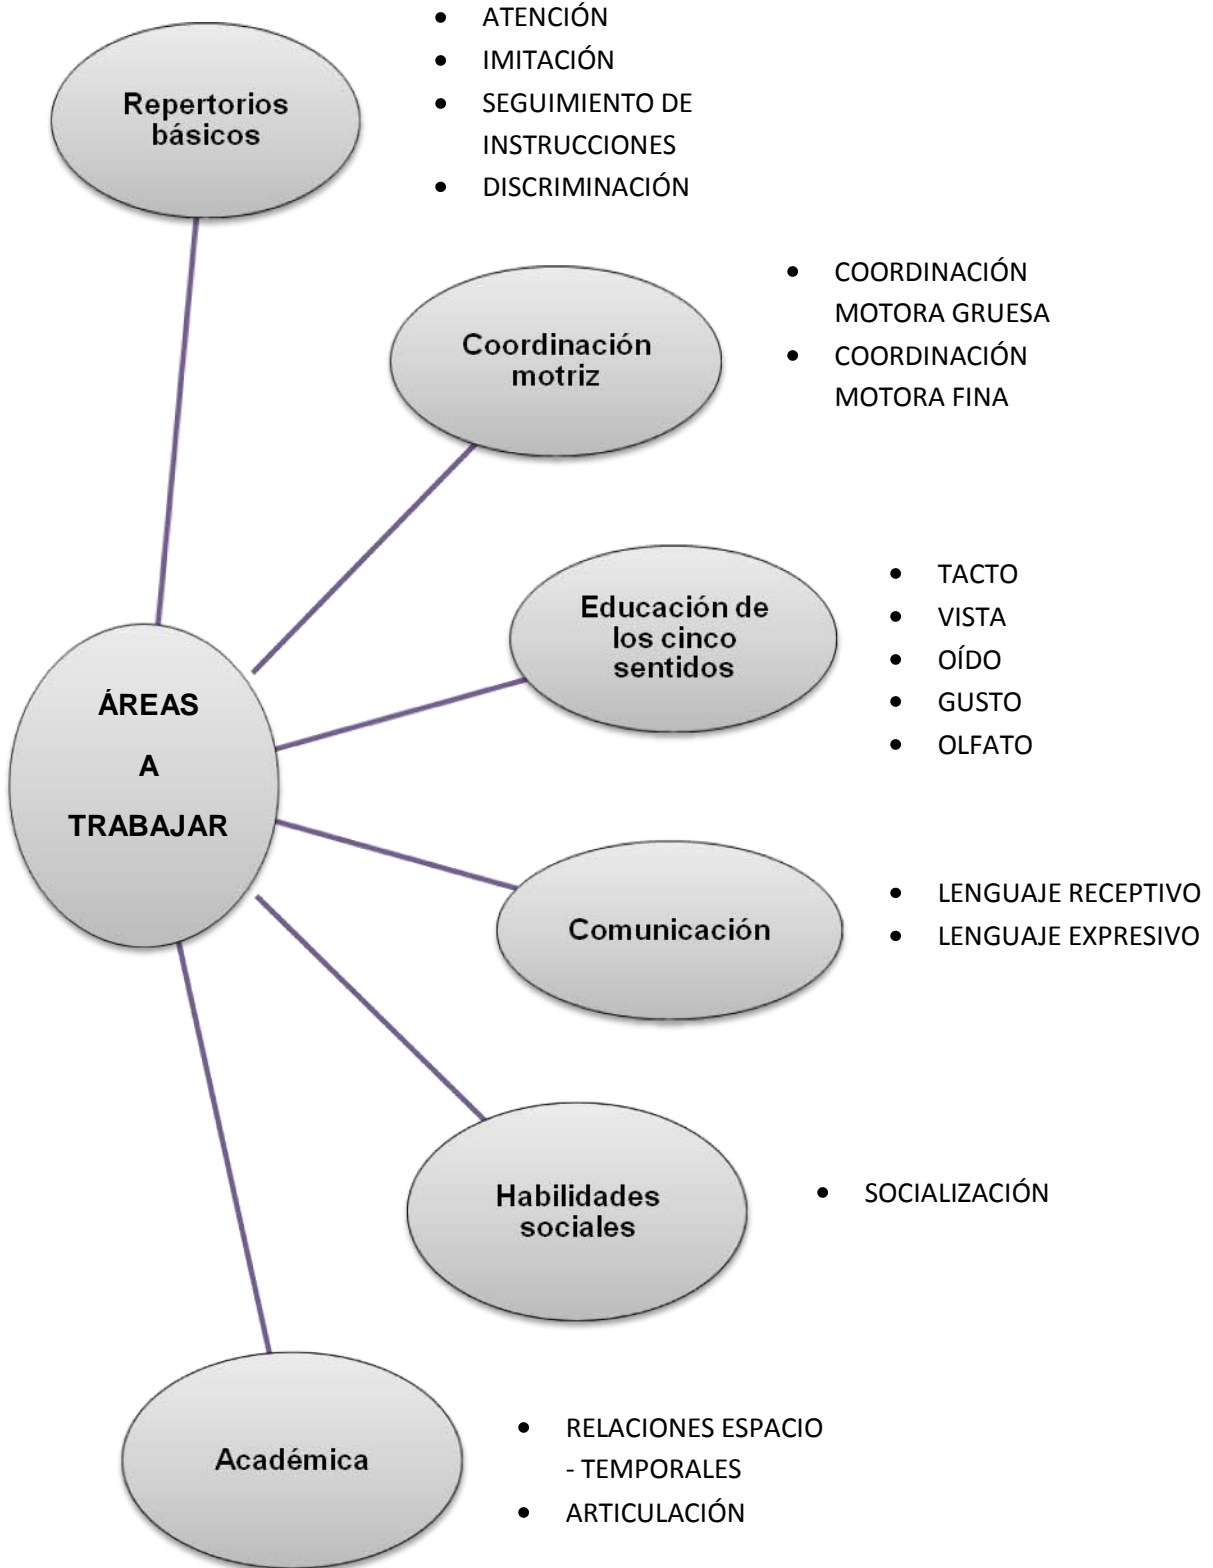 Repertorios
básicos
• ATENCIÓN
• IMITACIÓN
• SEGUIMIENTO DE
INSTRUCCIONES
• DISCRIMINACIÓN
Coordinación
motriz
• COORDINACIÓN
MOTORA GRUESA
• COORDINACIÓN
MOTORA FINA
Educación de
los cinco
sentidos
• TACTO
• VISTA
• OÍDO
• GUSTO
• OLFATO
ÁREAS
A
TRABAJAR
Comunicación
• LENGUAJE RECEPTIVO
• LENGUAJE EXPRESIVO
Habilidades
sociales
• SOCIALIZACIÓN
Académica
• RELACIONES ESPACIO
- TEMPORALES
• ARTICULACIÓN